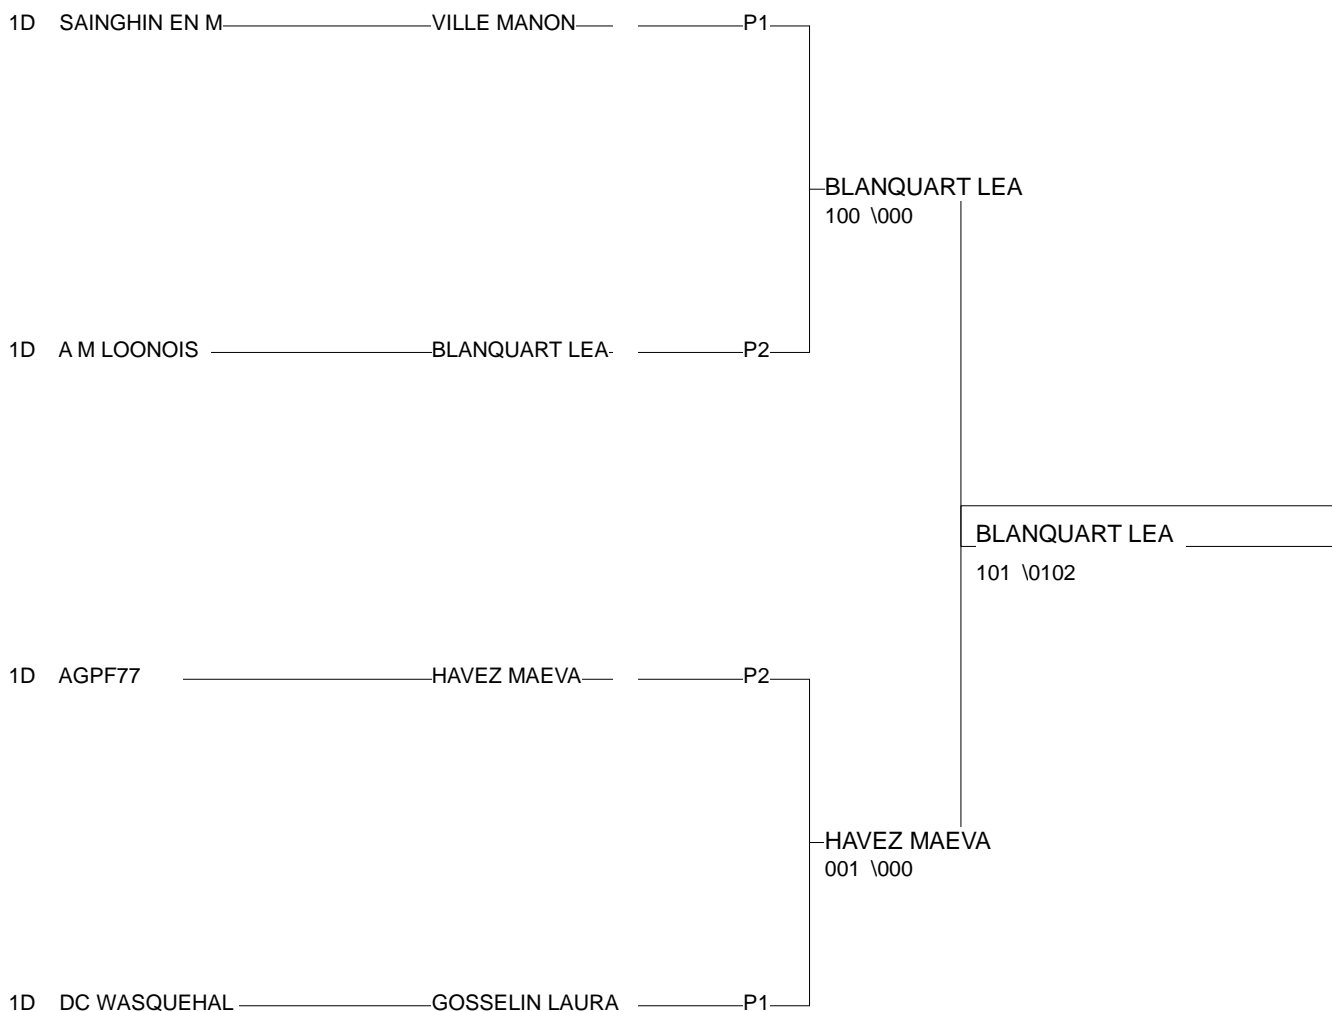 1D SAINGHIN EN M VILLE MANON P1
BLANQUART LEA
100 \000
1D A M LOONOIS BLANQUART LEA P2
BLANQUART LEA
101 \0102
1D AGPF77 HAVEZ MAEVA P2
HAVEZ MAEVA
001 \000
1D DC WASQUEHAL GOSSELIN LAURA P1